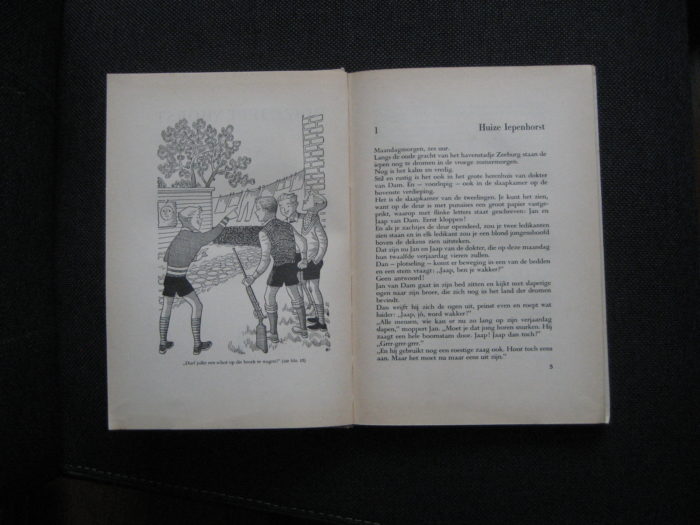 „Durf jullie een schot op die heezk te wagen?" (zie blz. 10)
1 Huize Iepenhorst
Maandagmorgen, zes uur.
Langs de oude gracht van het havenstadje Zeeburg staan de
iepen nog te dromen in de vroege zomermorgen.
Nog is het kalm en vredig.
Stil en rustig is het ook in het grote herenhuis van dokter
van Dam. En – voorlopig – ook in de slaapkamer op de
bovenste verdieping.
Het is de slaapkamer van de tweelingen. Je kunt het zien,
want op de deur is met punaises een groot papier vastge-
prikt, waarop met flinke letters staat geschreven: Jan en
Jaap van Dam. Eerst kloppen!
En als je zachtjes de deur opendeed, zou je twee ledikanten
zien staan en in elk ledikant zou je een blond jongenshoofd
boven de dekens zien uitsteken.
Dat zijn nu Jan en Jaap van de dokter, die op deze maandag
hun twaalfde verjaardag vieren zullen.
Dan – plotseling – komt er beweging in een van de bedden
en een stem vraagt: „Jaap, ben je wakker?"
Geen antwoord!
Jan van Dam gaat in zijn bed zitten en kijkt met slaperige
ogen naar zijn broer, die zich nog in het land der dromen
bevindt.
Dan wrijft hij zich de ogen uit, peinst even en roept wat
luider: „Jaap, jô, word wakker?"
„Alle mensen, wie kan er nu zo lang op zijn verjaardag
slapen," moppert Jan. „Moet je dat jong horen snurken. Hij
zaagt een hele boomstam door. Jaap! Jaap dan toch!"
„Grrr-grrr-grrr."
„En hij gebruikt nog een roestige zaag ook. Hout toch eens
aan. Maar het moet nu maar eens uit zijn."
5